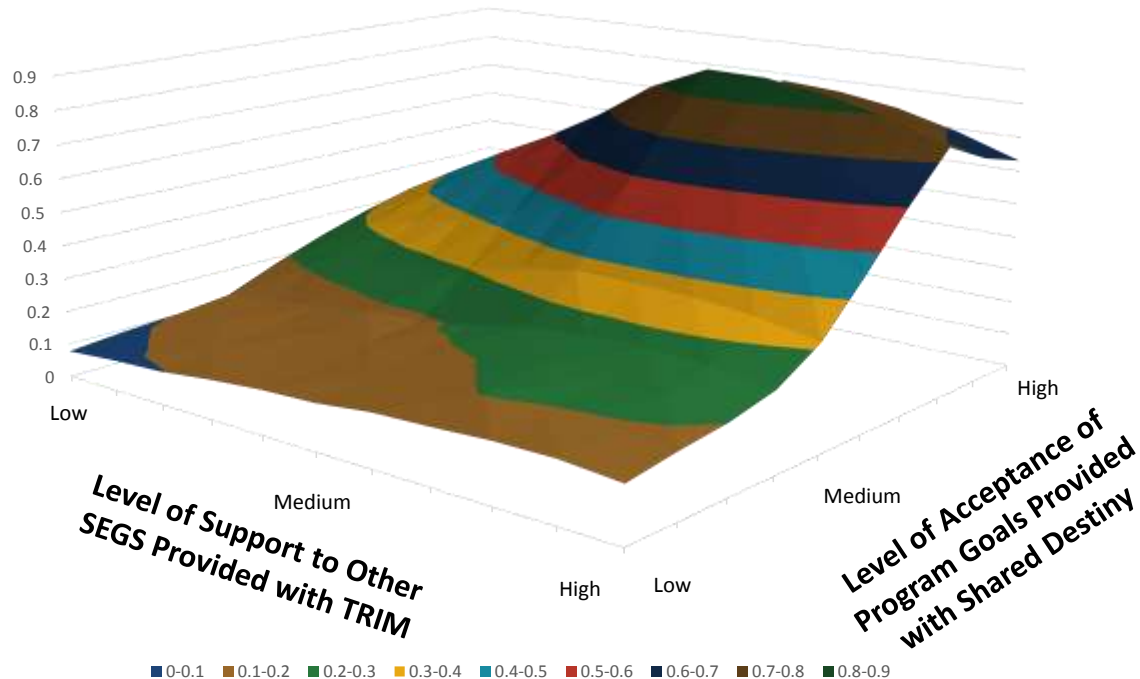 0.9
0.8
0.7
0.6
0.5
0.4
0.3
0.2
0.1
0
Low
Medium
High
Low
Medium
High
Level of Support to Other
SEGS Provided with TRIM
Level of Acceptance of
Program Goals Provided
with Shared Destiny
0-0.1 0.1-0.2 0.2-0.3 0.3-0.4 0.4-0.5 0.5-0.6 0.6-0.7 0.7-0.8 0.8-0.9